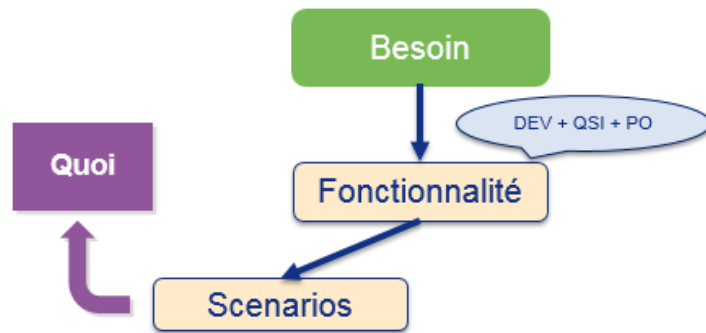 Besoin
DEV + QSI + PO
Quoi
Fonctionnalité
Scenarios